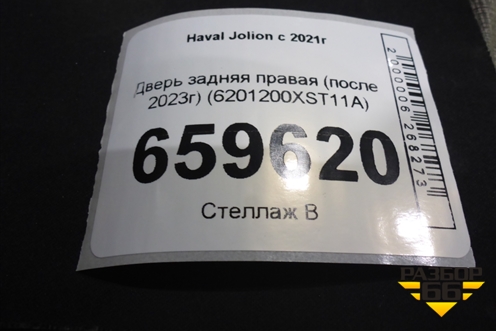 Haval Jolion с 2021г
Дверь задняя правая (после
2023г) (6201200XST11A)
659620
Стеллаж В
2000006268273
РАЗБОР
66